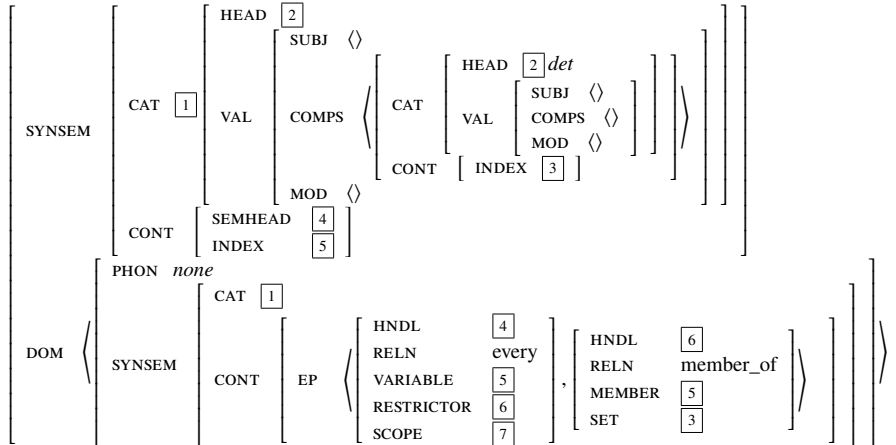 HEAD 2
SUBJ ⟨⟩
HEAD 2 det
SUBJ ⟨⟩
CAT 1 VAL COMPS ⟨ CAT VAL COMPS ⟨⟩ ⟩
SYNSEM
MOD ⟨⟩
CONT [ INDEX 3 ]
MOD ⟨⟩
SEMHEAD 4
CONT
INDEX 5
PHON none
CAT 1
HNDL 4
HNDL 6
RELN every
RELN member_of
DOM ⟨ SYNSEM CONT EP ⟨ VARIABLE 5 , ⟩ ⟩
MEMBER 5
RESTRICTOR 6
SET 3
SCOPE 7